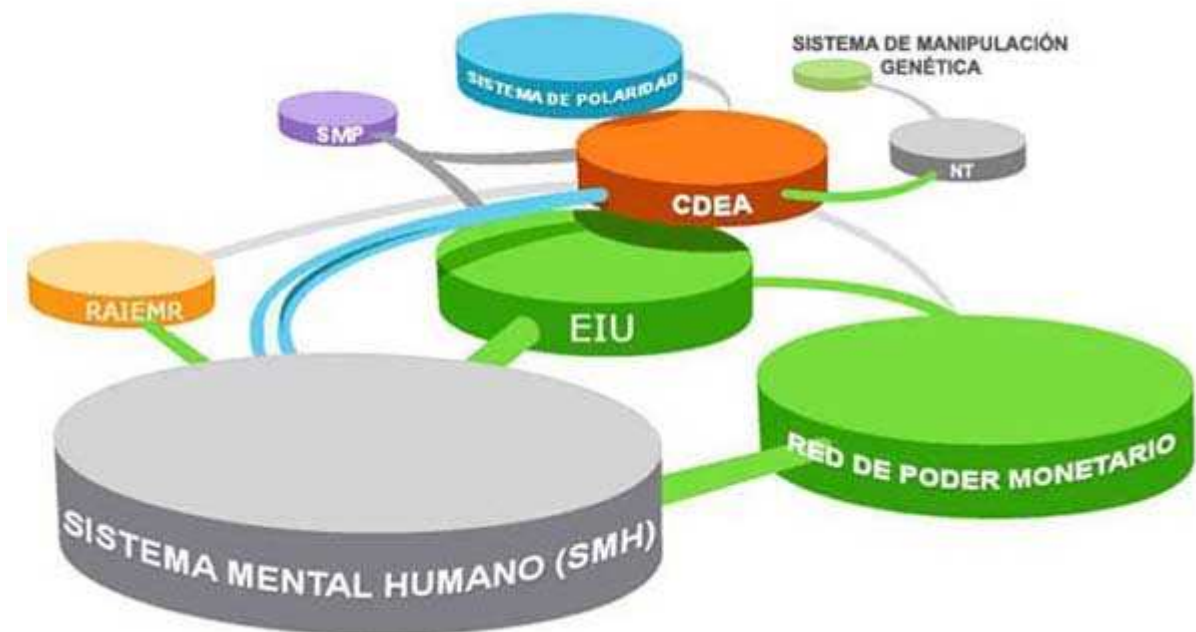 SISTEMA DE MANIPULACIÓN
GENÉTICA
SISTEMA DE POLARIDAD
SMP
NT
CDEA
RAIEMR
EIU
RED DE PODER MONETARIO
SISTEMA MENTAL HUMANO (SMH)